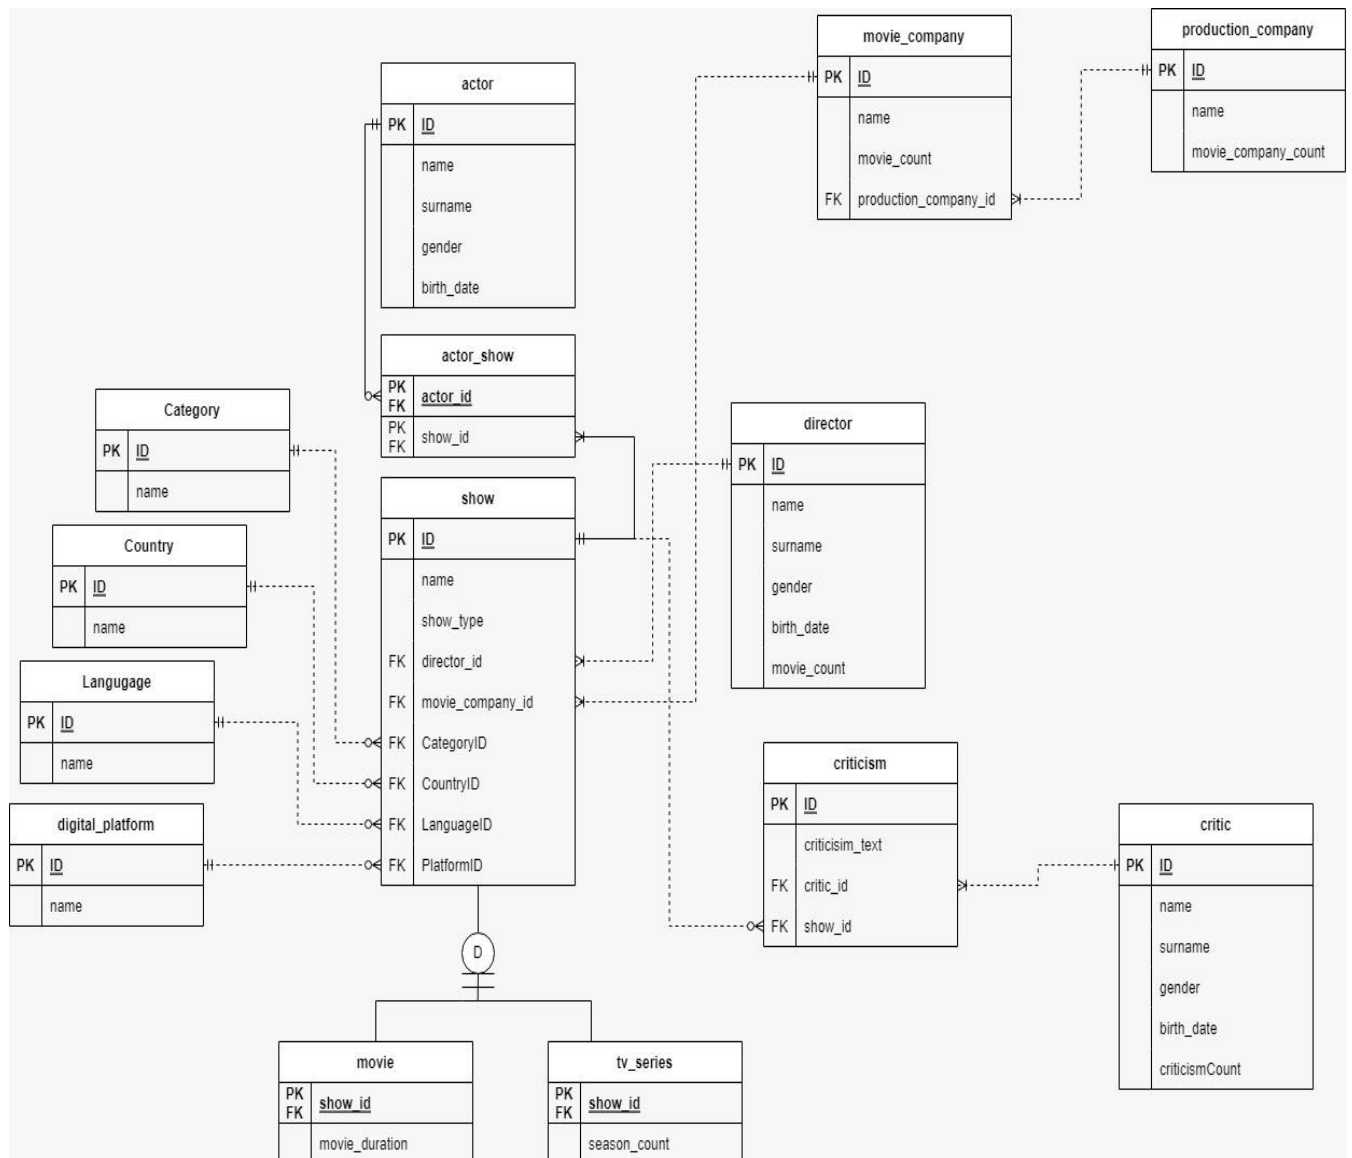 movie_company
PK ID
name
movie_count
FK production_company_id
production_company
PK ID
name
movie_company_count
actor
PK ID
name
surname
gender
birth_date
actor_show
PK
FK actor_id
PK
FK show_id
Category
PK ID
name
Country
PK ID
name
Langugage
PK ID
name
digital_platform
PK ID
name
show
PK ID
name
show_type
FK director_id
FK movie_company_id
FK CategoryID
FK CountryID
FK LanguageID
FK PlatformID
director
PK ID
name
surname
gender
birth_date
movie_count
criticism
PK ID
criticisim_text
FK critic_id
FK show_id
critic
PK ID
name
surname
gender
birth_date
criticismCount
D
movie
PK
FK show_id
movie_duration
tv_series
PK
FK show_id
season_count